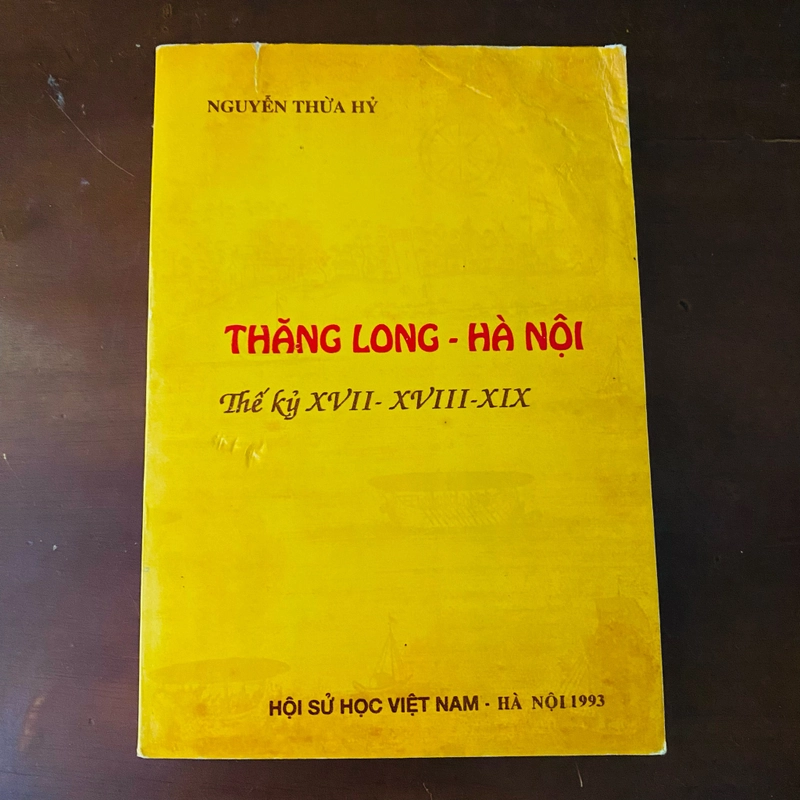 NGUYỄN THỪA HỶ
THĂNG LONG - HÀ NỘI
Thế kỷ XVII- XVIII-XIX
HỘI SỬ HỌC VIỆT NAM - HÀ NỘI 1993